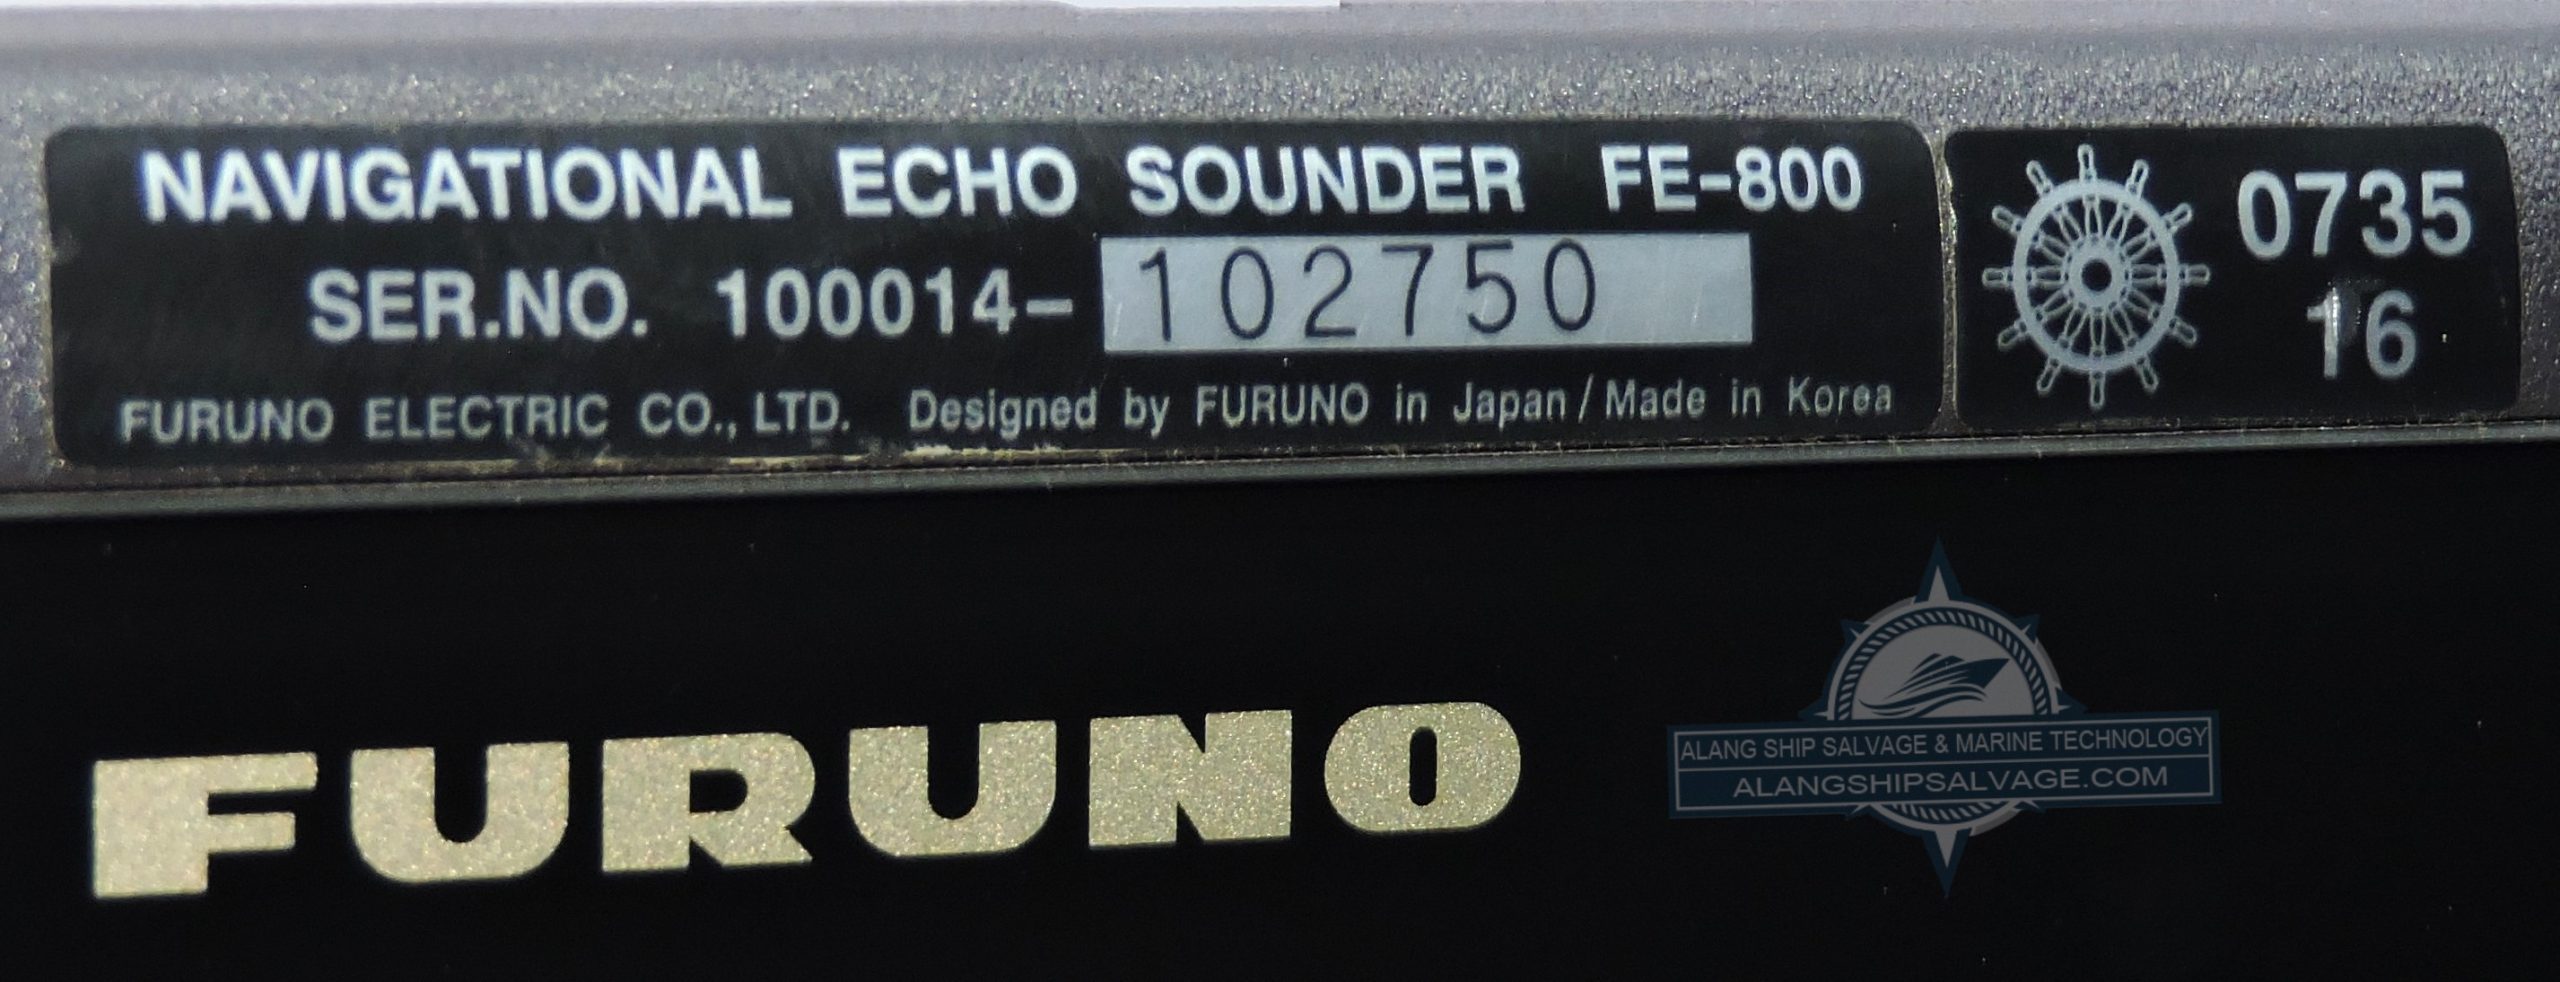 NAVIGATIONAL ECHO SOUNDER FE-800
SER.NO. 100014-102750
FURUNO ELECTRIC CO., LTD. Designed by FURUNO in Japan / Made in Korea
0735
16
FURUNO
ALANG SHIP SALVAGE & MARINE TECHNOLOGY
ALANGSHIPSALVAGE.COM